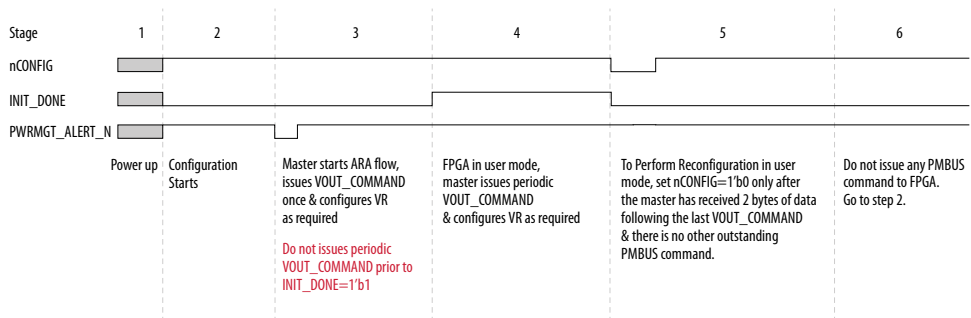 Stage 1 2 3 4 5 6
nCONFIG
INIT_DONE
PWRMGT_ALERT_N
Power up
Configuration
Starts
Master starts ARA flow,
issues VOUT_COMMAND
once & configures VR
as required
Do not issues periodic
VOUT_COMMAND prior to
INIT_DONE=1'b1
FPGA in user mode,
master issues periodic
VOUT_COMMAND
& configures VR as required
To Perform Reconfiguration in user
mode, set nCONFIG=1'b0 only after
the master has received 2 bytes of data
following the last VOUT_COMMAND
& there is no other outstanding
PMBUS command.
Do not issue any PMBUS
command to FPGA.
Go to step 2.